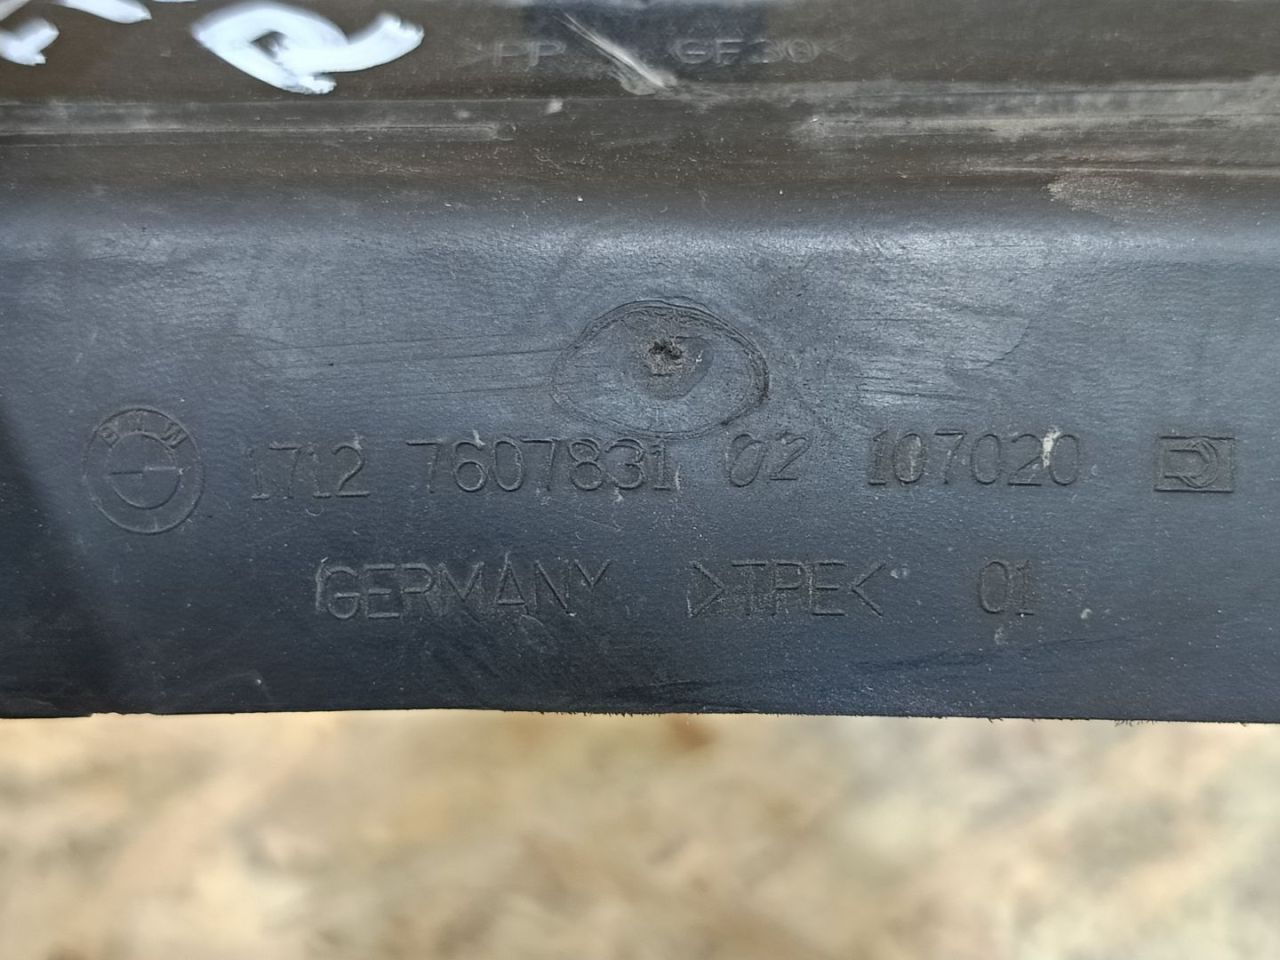 >PP GF30<
BMW 1712 7607831 02 107020
GERMANY >TPE< 01